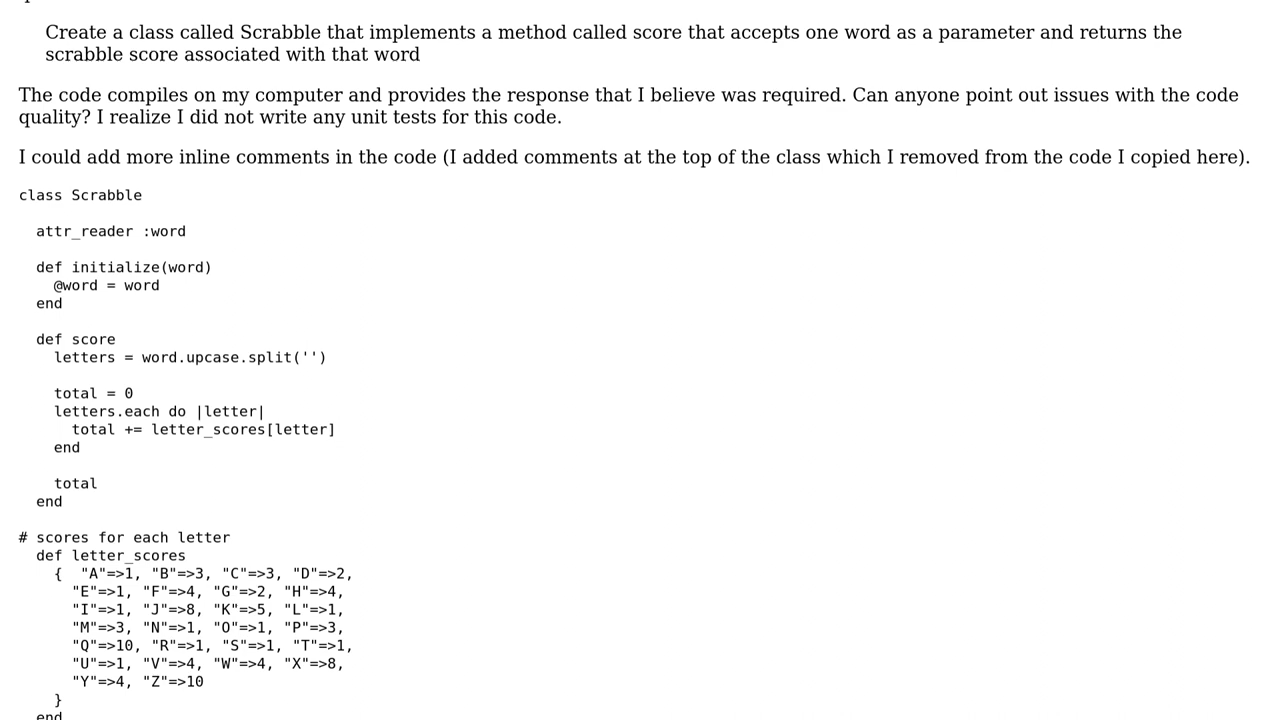 Create a class called Scrabble that implements a method called score that accepts one word as a parameter and returns the
scrabble score associated with that word
The code compiles on my computer and provides the response that I believe was required. Can anyone point out issues with the code
quality? I realize I did not write any unit tests for this code.
I could add more inline comments in the code (I added comments at the top of the class which I removed from the code I copied here).
class Scrabble
  attr_reader :word
  def initialize(word)
    @word = word
  end
  def score
    letters = word.upcase.split('')
    total = 0
    letters.each do |letter|
      total += letter_scores[letter]
    end
    total
  end
# scores for each letter
  def letter_scores
    {  "A"=>1, "B"=>3, "C"=>3, "D"=>2,
      "E"=>1, "F"=>4, "G"=>2, "H"=>4,
      "I"=>1, "J"=>8, "K"=>5, "L"=>1,
      "M"=>3, "N"=>1, "O"=>1, "P"=>3,
      "Q"=>10, "R"=>1, "S"=>1, "T"=>1,
      "U"=>1, "V"=>4, "W"=>4, "X"=>8,
      "Y"=>4, "Z"=>10
    }
  end